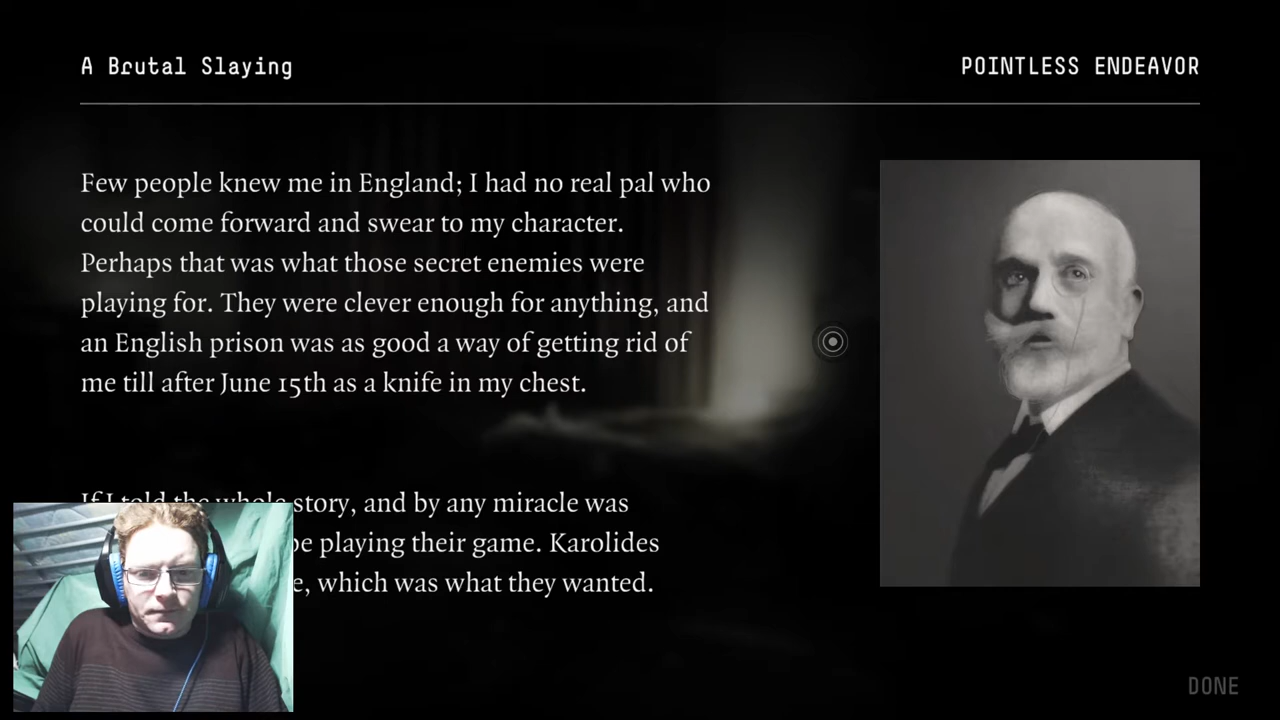 A Brutal Slaying
POINTLESS ENDEAVOR
Few people knew me in England; I had no real pal who
could come forward and swear to my character.
Perhaps that was what those secret enemies were
playing for. They were clever enough for anything, and
an English prison was as good a way of getting rid of
me till after June 15th as a knife in my chest.
If I told the whole story, and by any miracle was
be playing their game. Karolides
which was what they wanted.
DONE